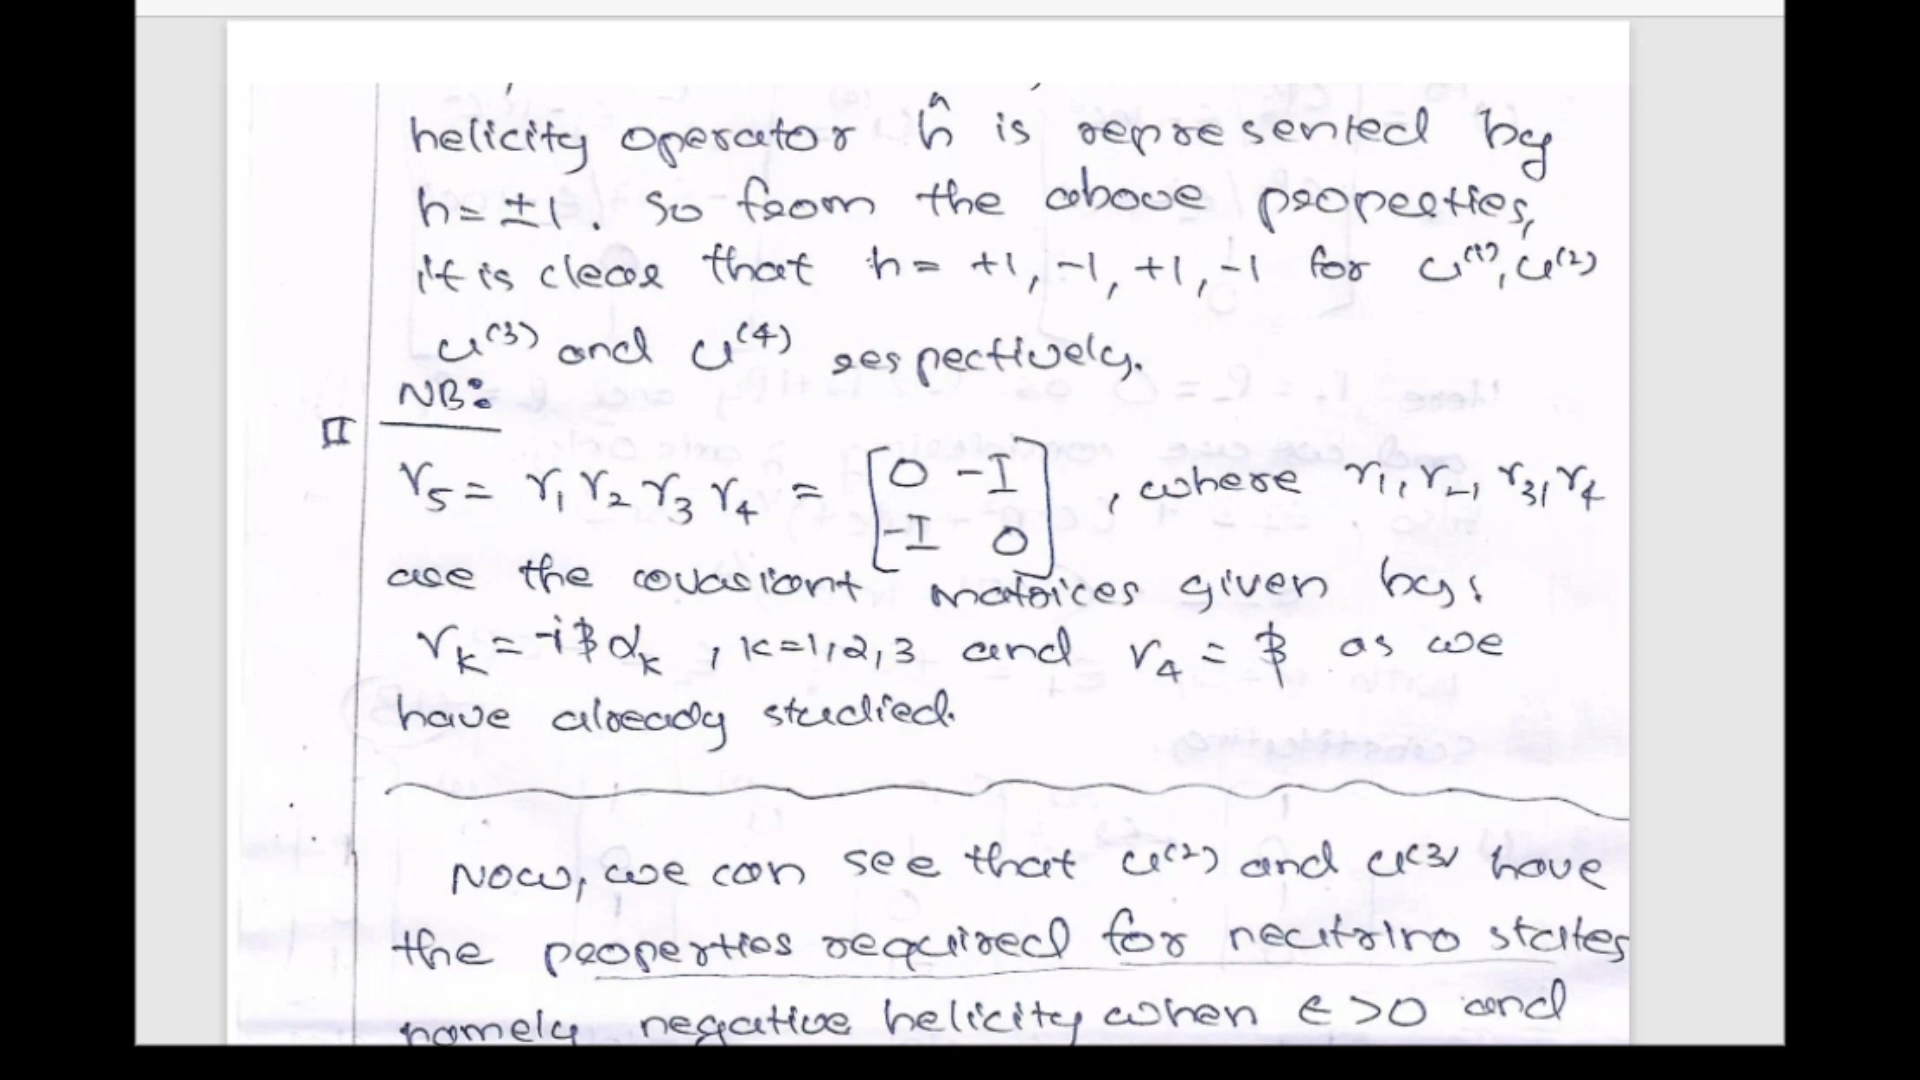 helicity operator ĥ is represented by
h = ±1. So from the above properties,
it is clear that h = +1, -1, +1, -1 for u⁽¹⁾, u⁽²⁾
u⁽³⁾ and u⁽⁴⁾ respectively.
NB:
II
γ₅ = γ₁ γ₂ γ₃ γ₄ = [0 -I; -I 0], where γ₁, γ₂, γ₃, γ₄
are the covariant matrices given by:
γₖ = -iβαₖ, k=1,2,3 and γ₄ = β as we
have already studied.
Now, we can see that u⁽²⁾ and u⁽³⁾ have
the properties required for neutrino states
namely negative helicity when ε > 0 and